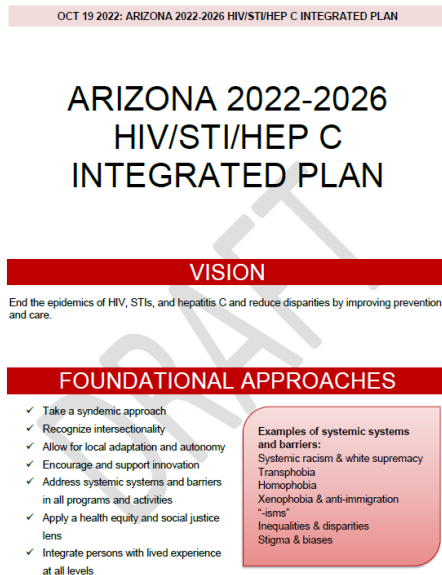 OCT 19 2022: ARIZONA 2022-2026 HIV/STI/HEP C INTEGRATED PLAN
ARIZONA 2022-2026
HIV/STI/HEP C
INTEGRATED PLAN
DRAFT
VISION
End the epidemics of HIV, STIs, and hepatitis C and reduce disparities by improving prevention
and care.
FOUNDATIONAL APPROACHES
✓ Take a syndemic approach
✓ Recognize intersectionality
✓ Allow for local adaptation and autonomy
✓ Encourage and support innovation
✓ Address systemic systems and barriers
in all programs and activities
✓ Apply a health equity and social justice
lens
✓ Integrate persons with lived experience
at all levels
Examples of systemic systems
and barriers:
Systemic racism & white supremacy
Transphobia
Homophobia
Xenophobia & anti-immigration
“-isms”
Inequalities & disparities
Stigma & biases